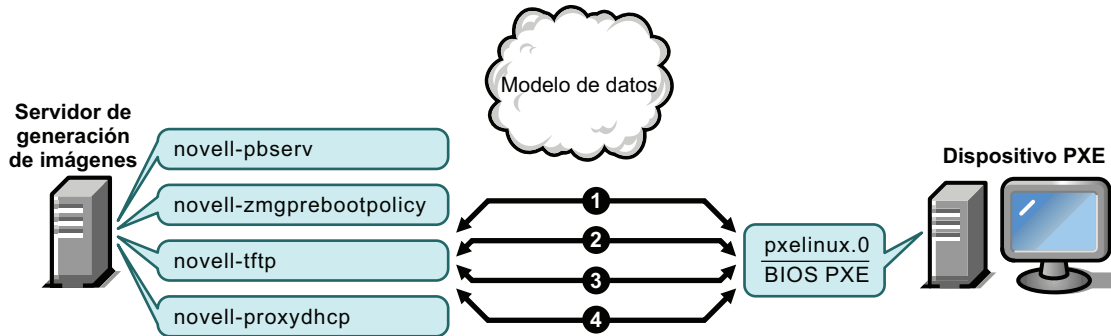 Modelo de datos
Servidor de
generación
de imágenes
novell-pbserv
novell-zmgprebootpolicy
novell-tftp
novell-proxydhcp
1
2
3
4
Dispositivo PXE
pxelinux.0
BIOS PXE